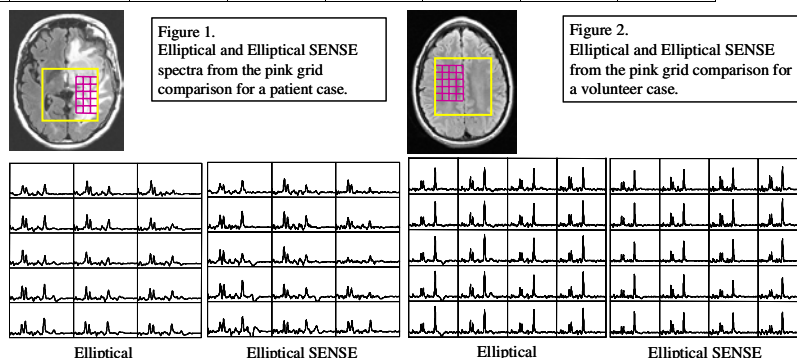 Figure 1.
Elliptical and Elliptical SENSE
spectra from the pink grid
comparison for a patient case.
Figure 2.
Elliptical and Elliptical SENSE
from the pink grid comparison for
a volunteer case.
Elliptical
Elliptical SENSE
Elliptical
Elliptical SENSE